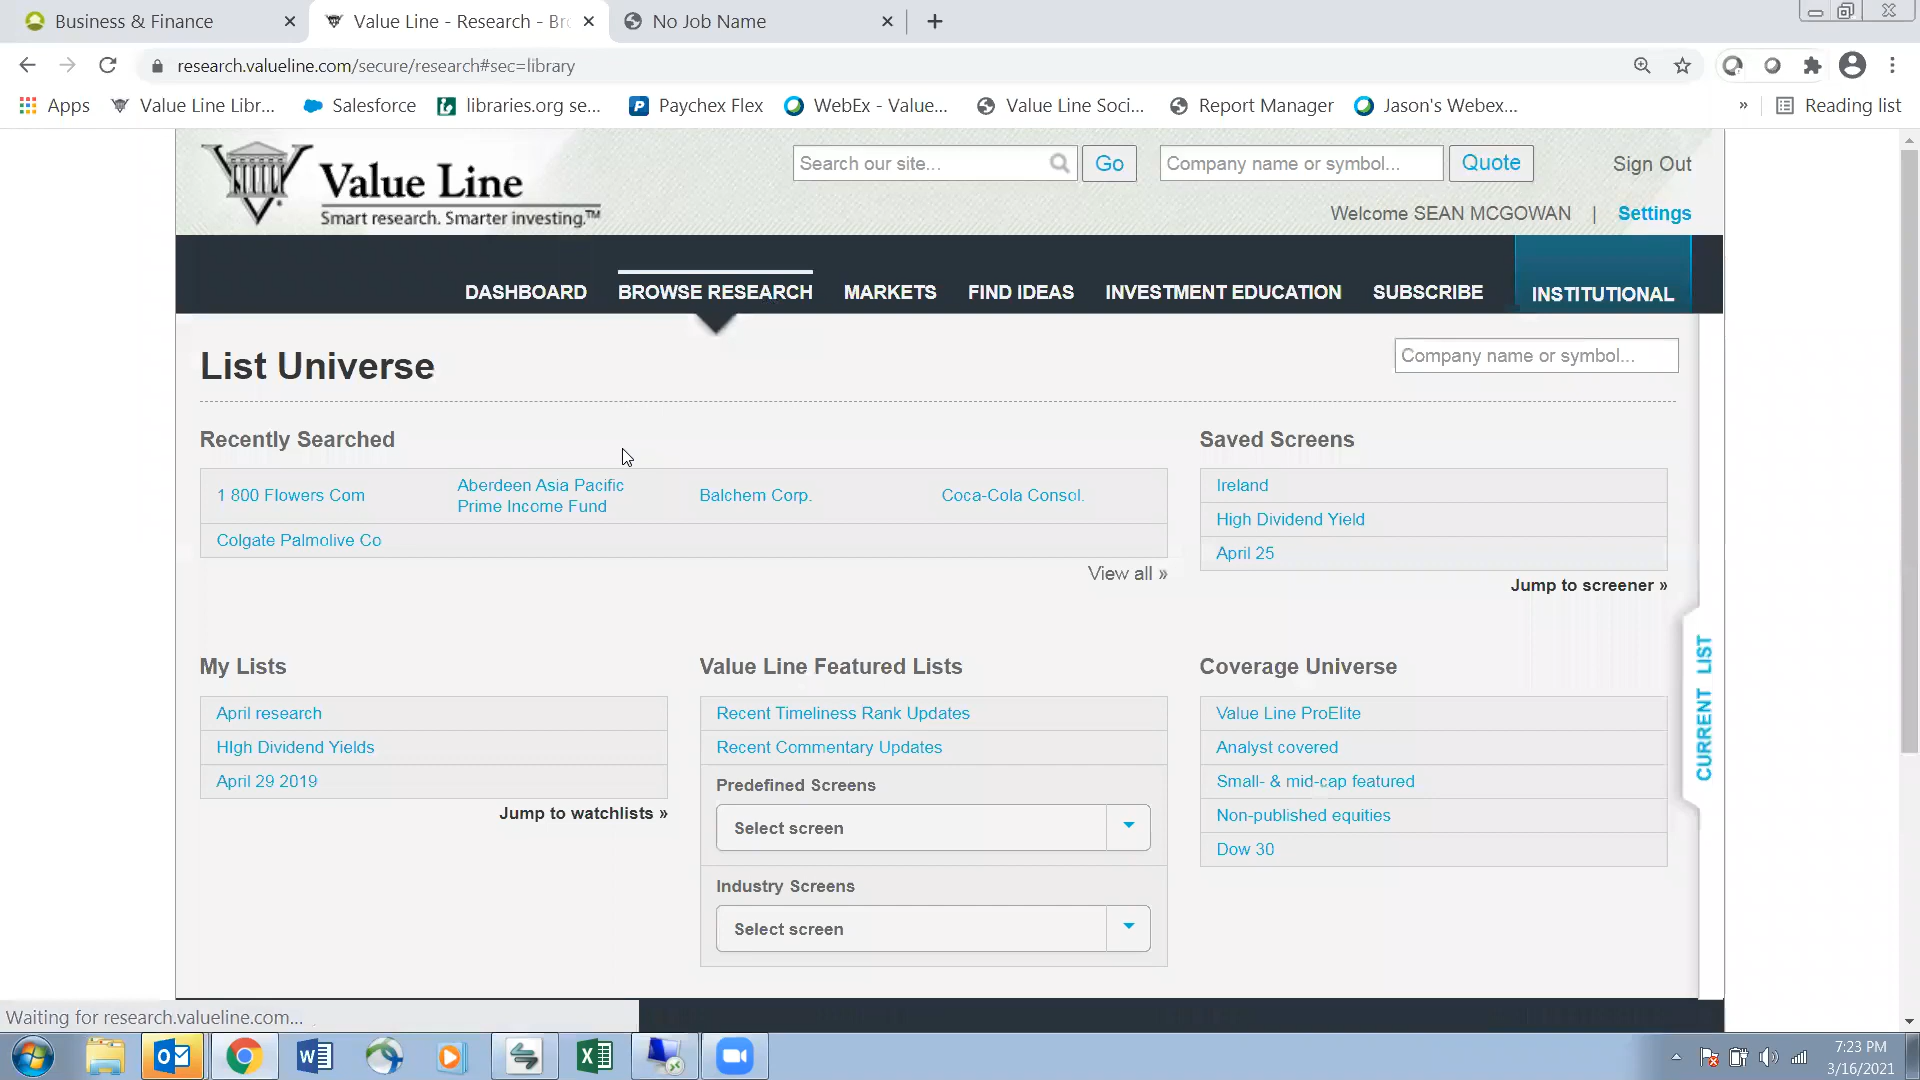 Business & Finance
Value Line - Research - Bro
No Job Name
research.valueline.com/secure/research#sec=library
Apps
Value Line Libr...
Salesforce
libraries.org se...
Paychex Flex
WebEx - Value...
Value Line Soci...
Report Manager
Jason's Webex...
»
Reading list
Value Line
Smart research. Smarter investing.™
Search our site...
Go
Company name or symbol...
Quote
Sign Out
Welcome SEAN MCGOWAN | Settings
DASHBOARD
BROWSE RESEARCH
MARKETS
FIND IDEAS
INVESTMENT EDUCATION
SUBSCRIBE
INSTITUTIONAL
List Universe
Company name or symbol...
Recently Searched
1 800 Flowers Com
Aberdeen Asia Pacific
Prime Income Fund
Balchem Corp.
Coca-Cola Consol.
Colgate Palmolive Co
View all »
Saved Screens
Ireland
High Dividend Yield
April 25
Jump to screener »
My Lists
April research
HIgh Dividend Yields
April 29 2019
Jump to watchlists »
Value Line Featured Lists
Recent Timeliness Rank Updates
Recent Commentary Updates
Predefined Screens
Select screen
Industry Screens
Select screen
Coverage Universe
Value Line ProElite
Analyst covered
Small- & mid-cap featured
Non-published equities
Dow 30
CURRENT LIST
Waiting for research.valueline.com...
7:23 PM
3/16/2021